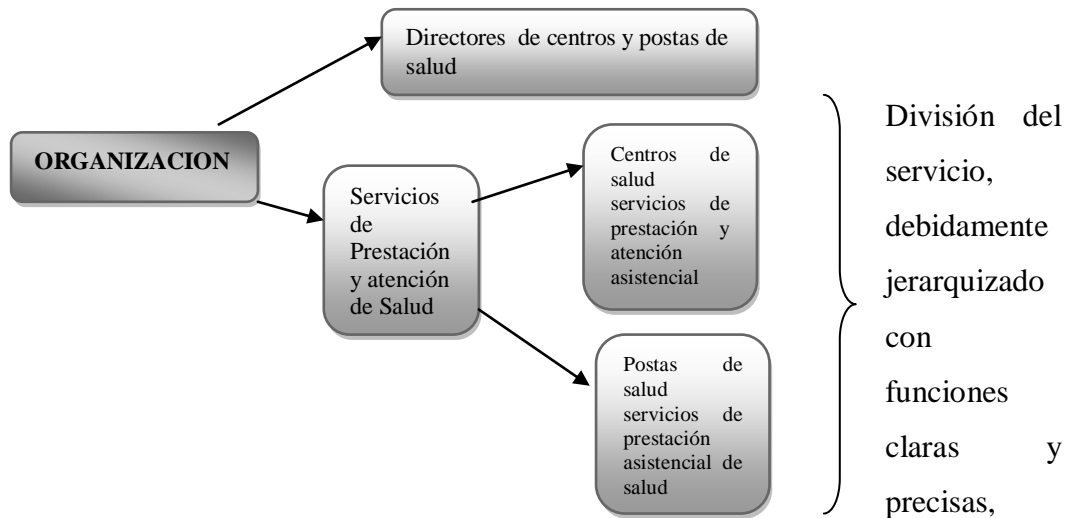 Directores de centros y postas de
salud
ORGANIZACION
Servicios
de
Prestación
y atención
de Salud
Centros de
salud
servicios de
prestación y
atención
asistencial
Postas de
salud
servicios de
prestación
asistencial de
salud
División del
servicio,
debidamente
jerarquizado
con
funciones
claras y
precisas,